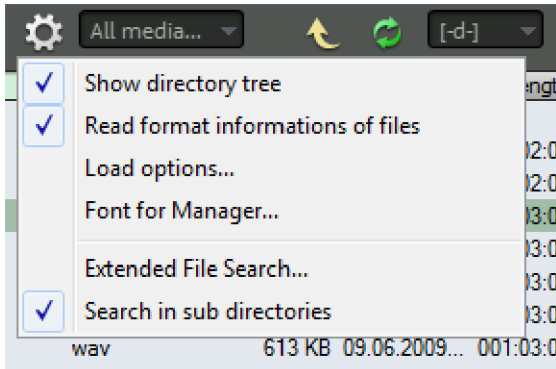 All media...
[-d-]
Show directory tree
Read format informations of files
Load options...
Font for Manager...
Extended File Search...
Search in sub directories
wav 613 KB 09.06.2009... 001:03:0